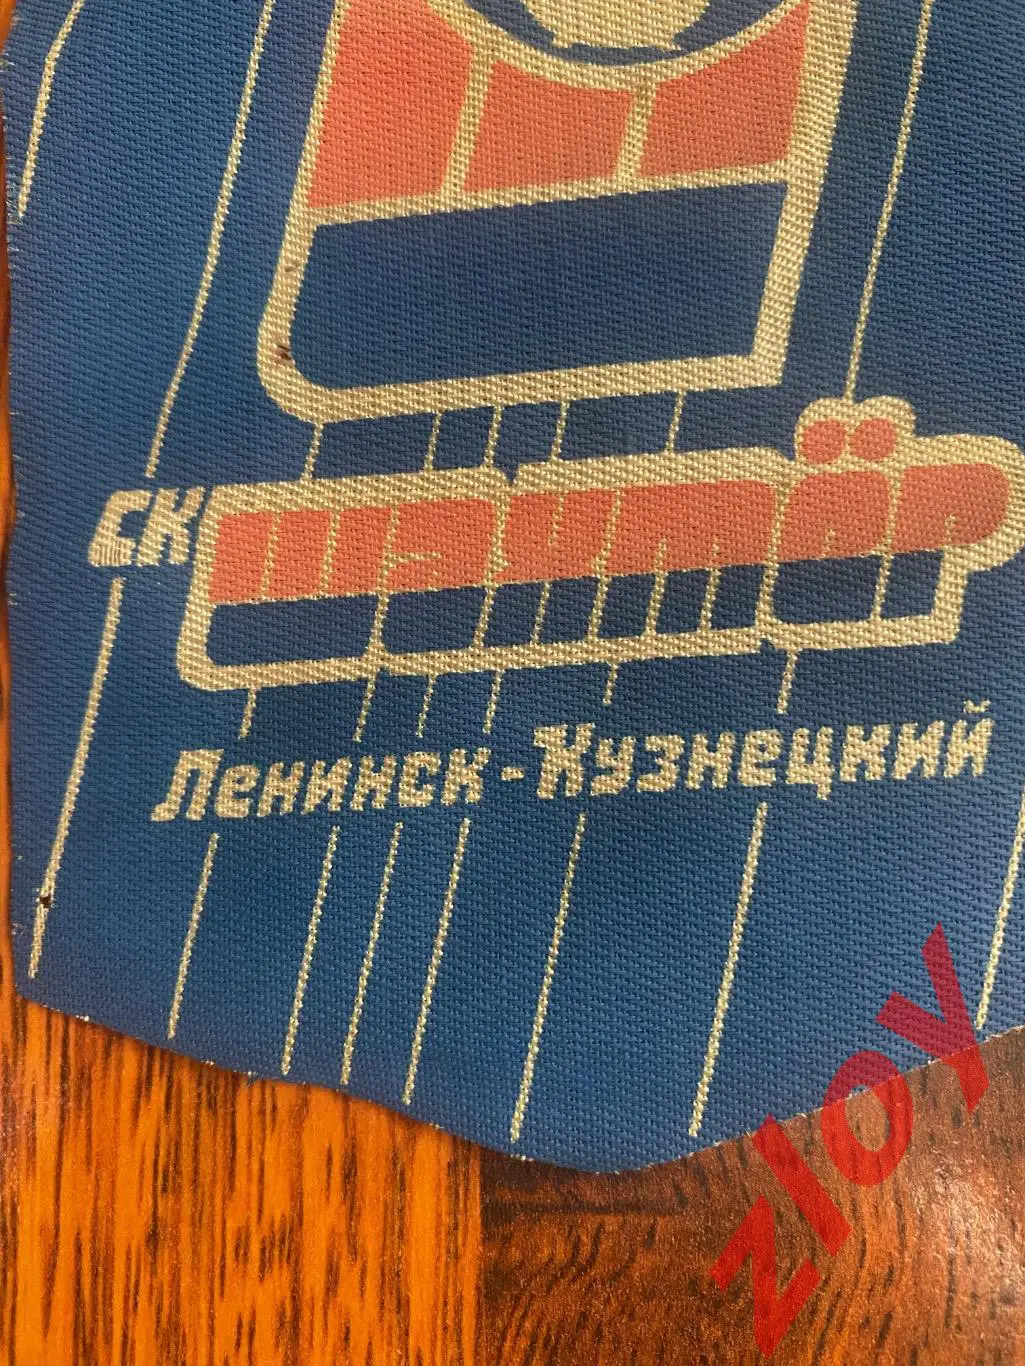 СК шахтёр
Ленинск-Кузнецкий
zloy